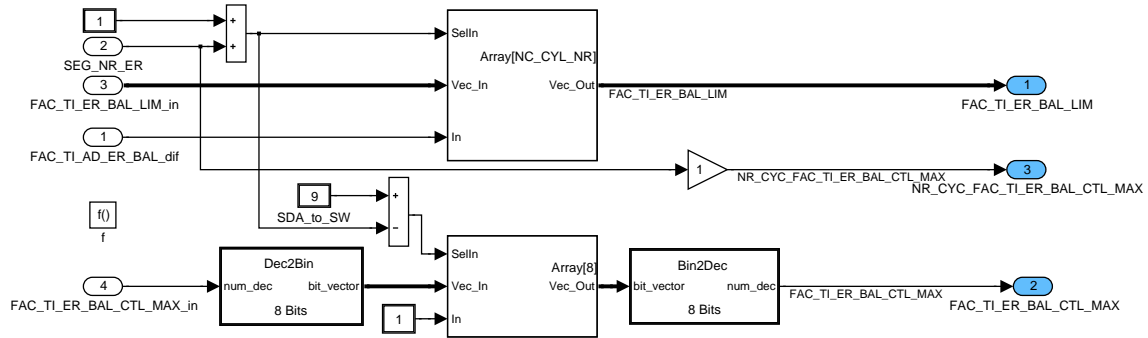 1
+
+
2
SEG_NR_ER
3
FAC_TI_ER_BAL_LIM_in
1
FAC_TI_AD_ER_BAL_dif
SelIn
Array[NC_CYL_NR]
Vec_In
Vec_Out
In
FAC_TI_ER_BAL_LIM
1
FAC_TI_ER_BAL_LIM
1
NR_CYC_FAC_TI_ER_BAL_CTL_MAX
3
NR_CYC_FAC_TI_ER_BAL_CTL_MAX
9
SDA_to_SW
+
−
f()
f
4
FAC_TI_ER_BAL_CTL_MAX_in
Dec2Bin
num_dec
bit_vector
8 Bits
1
SelIn
Array[8]
Vec_In
Vec_Out
In
Bin2Dec
bit_vector
num_dec
8 Bits
FAC_TI_ER_BAL_CTL_MAX
2
FAC_TI_ER_BAL_CTL_MAX